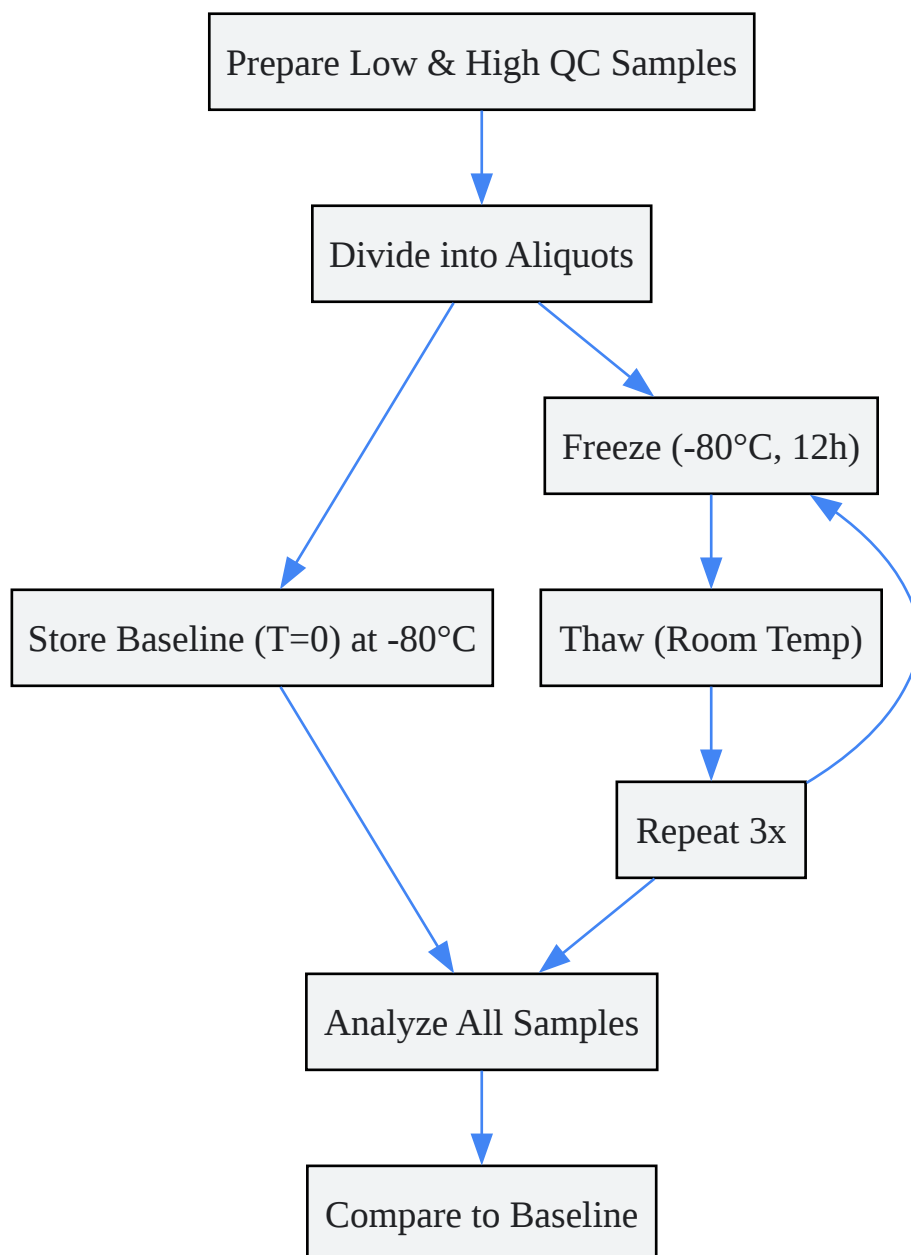 Prepare Low & High QC Samples
Divide into Aliquots
Freeze (-80°C, 12h)
Store Baseline (T=0) at -80°C
Thaw (Room Temp)
Repeat 3x
Analyze All Samples
Compare to Baseline